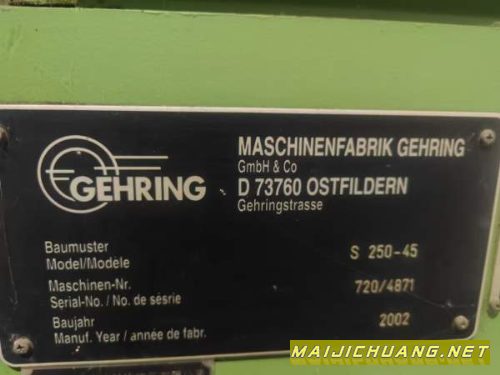 GEHRING
MASCHINENFABRIK GEHRING
GmbH & Co
D 73760 OSTFILDERN
Gehringstrasse
Baumuster
Model/Modele
S 250-45
Maschinen-Nr.
Serial-No. / No. de sésrie
720/4871
Baujahr
Manuf. Year / année de fabr.
2002
MAIJICHUANG.NET